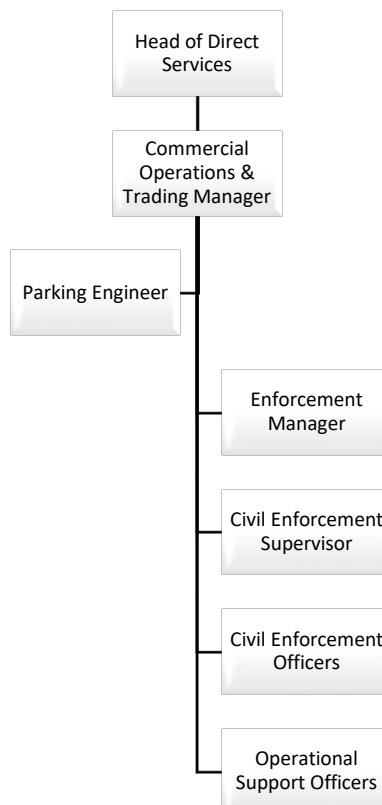 Head of Direct
Services
Commercial
Operations &
Trading Manager
Parking Engineer
Enforcement
Manager
Civil Enforcement
Supervisor
Civil Enforcement
Officers
Operational
Support Officers